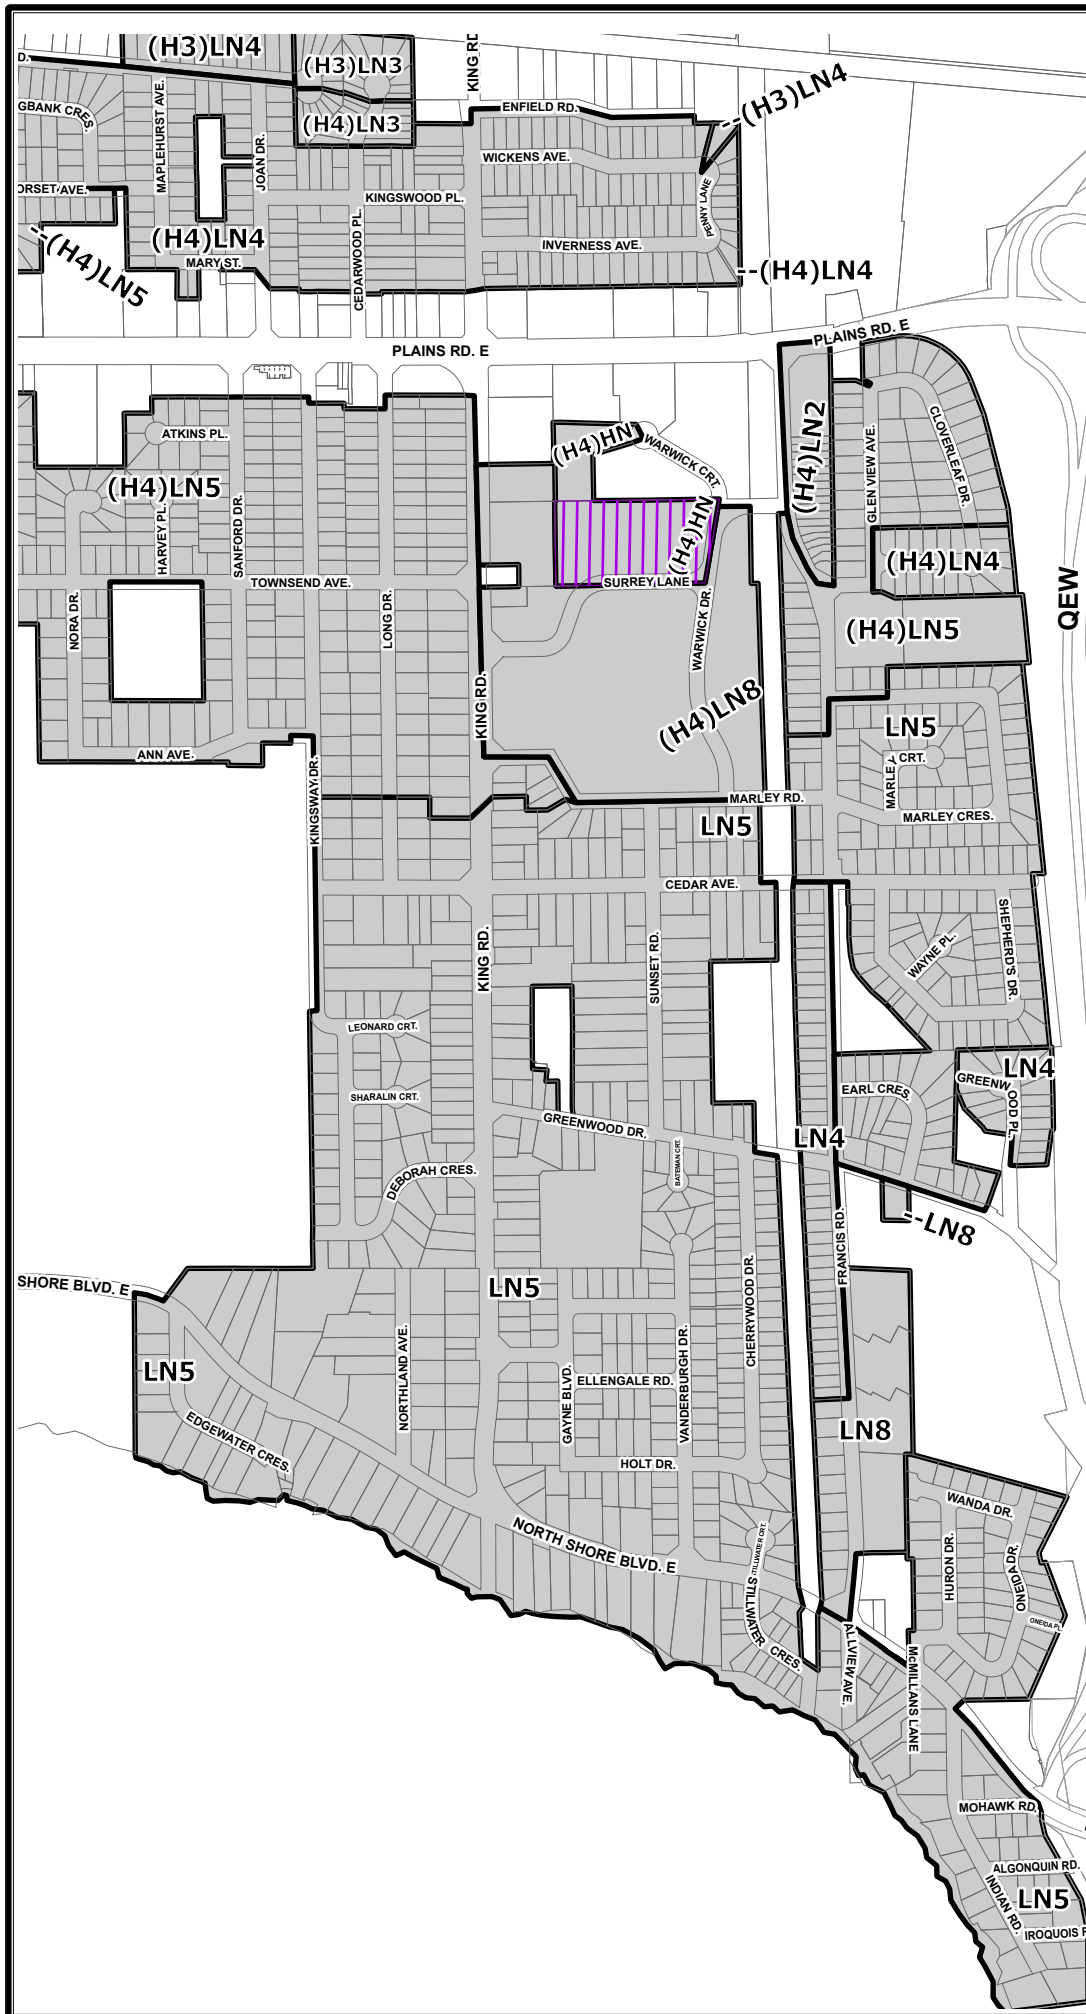 (H3)LN4
(H3)LN3
KING RD
D.
GBANK CRES.
MAPLEHURST AVE.
JOAN DR.
(H4)LN3
ENFIELD RD.
--(H3)LN4
WICKENS AVE.
ORSET AVE.
KINGSWOOD PL.
PENNY LANE
--(H4)LN5
(H4)LN4
MARY ST.
CEDARWOOD PL.
INVERNESS AVE.
--(H4)LN4
PLAINS RD. E
PLAINS RD. E
ATKINS PL.
(H4)HN
WARWICK CRT.
(H4)LN2
GLEN VIEW AVE.
CLOVERLEAF DR.
(H4)LN5
HARVEY PL.
SANFORD DR.
(H4)HN
(H4)LN4
TOWNSEND AVE.
SURREY LANE
QEW
NORA DR.
LONG DR.
WARWICK DR.
(H4)LN5
KING RD.
(H4)LN8
LN5
ANN AVE.
KINGSWAY DR.
MARLEY CRT.
MARLEY RD.
MARLEY CRES.
LN5
CEDAR AVE.
KING RD.
SUNSET RD.
WAYNE PL.
SHEPHERD'S DR.
LEONARD CRT.
SHARALIN CRT.
EARL CRES.
LN4
GREENWOOD PL.
GREENWOOD DR.
LN4
BATEMAN CRT.
DEBORAH CRES.
--LN8
FRANCIS RD.
SHORE BLVD. E
LN5
CHERRYWOOD DR.
LN5
NORTHLAND AVE.
GAYNE BLVD.
ELLENGALE RD.
VANDERBURGH DR.
EDGEWATER CRES.
LN8
HOLT DR.
NORTH SHORE BLVD. E
STILLWATER CRT.
STILLWATER CRES.
WANDA DR.
HURON DR.
ONEIDA DR.
ONEIDA PL.
ALLVIEW AVE.
McMILLANS LANE
MOHAWK RD.
ALGONQUIN RD.
INDIAN RD.
LN5
IROQUOIS R